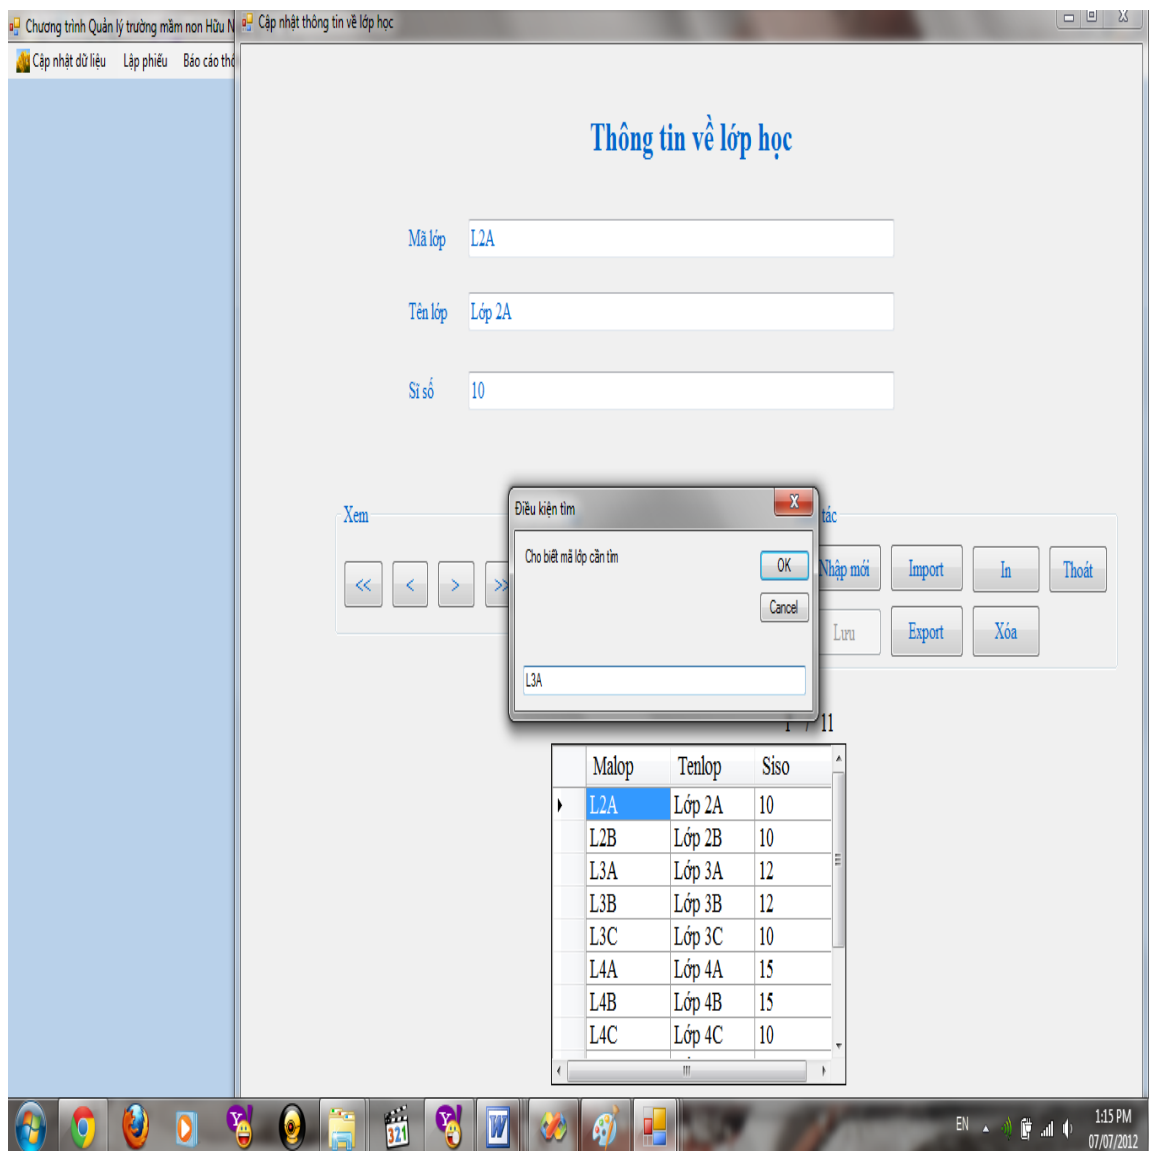 Chương trình Quản lý trường mầm non Hữu N
Cập nhật thông tin về lớp học
Cập nhật dữ liệu Lập phiếu Báo cáo thố
Thông tin về lớp học
Mã lớp L2A
Tên lớp Lớp 2A
Sĩ số 10
Điều kiện tìm
Cho biết mã lớp cần tìm
OK
Cancel
L3A
Xem
<< < > >>
tác
Nhập mới Import In Thoát
Lưu Export Xóa
1 / 11
Malop Tenlop Siso
L2A Lớp 2A 10
L2B Lớp 2B 10
L3A Lớp 3A 12
L3B Lớp 3B 12
L3C Lớp 3C 10
L4A Lớp 4A 15
L4B Lớp 4B 15
L4C Lớp 4C 10
321
EN
1:15 PM
07/07/2012